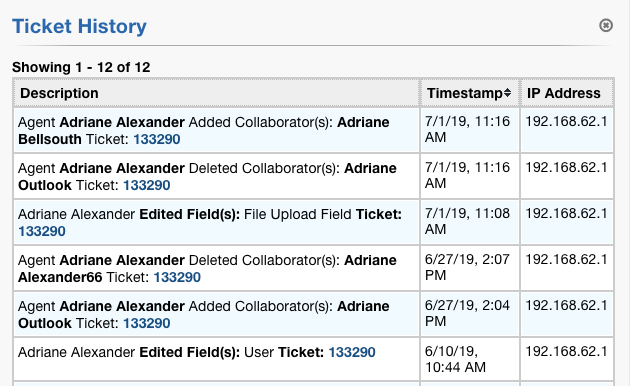 Ticket History
Showing 1 - 12 of 12
Description Timestamp IP Address
Agent Adriane Alexander Added Collaborator(s): Adriane 7/1/19, 11:16 192.168.62.1
Bellsouth Ticket: 133290 AM
Agent Adriane Alexander Deleted Collaborator(s): Adriane 7/1/19, 11:16 192.168.62.1
Outlook Ticket: 133290 AM
Adriane Alexander Edited Field(s): File Upload Field Ticket: 7/1/19, 11:08 192.168.62.1
133290 AM
Agent Adriane Alexander Deleted Collaborator(s): Adriane 6/27/19, 2:07 192.168.62.1
Alexander66 Ticket: 133290 PM
Agent Adriane Alexander Added Collaborator(s): Adriane 6/27/19, 2:04 192.168.62.1
Outlook Ticket: 133290 PM
Adriane Alexander Edited Field(s): User Ticket: 133290 6/10/19, 192.168.62.1
10:44 AM